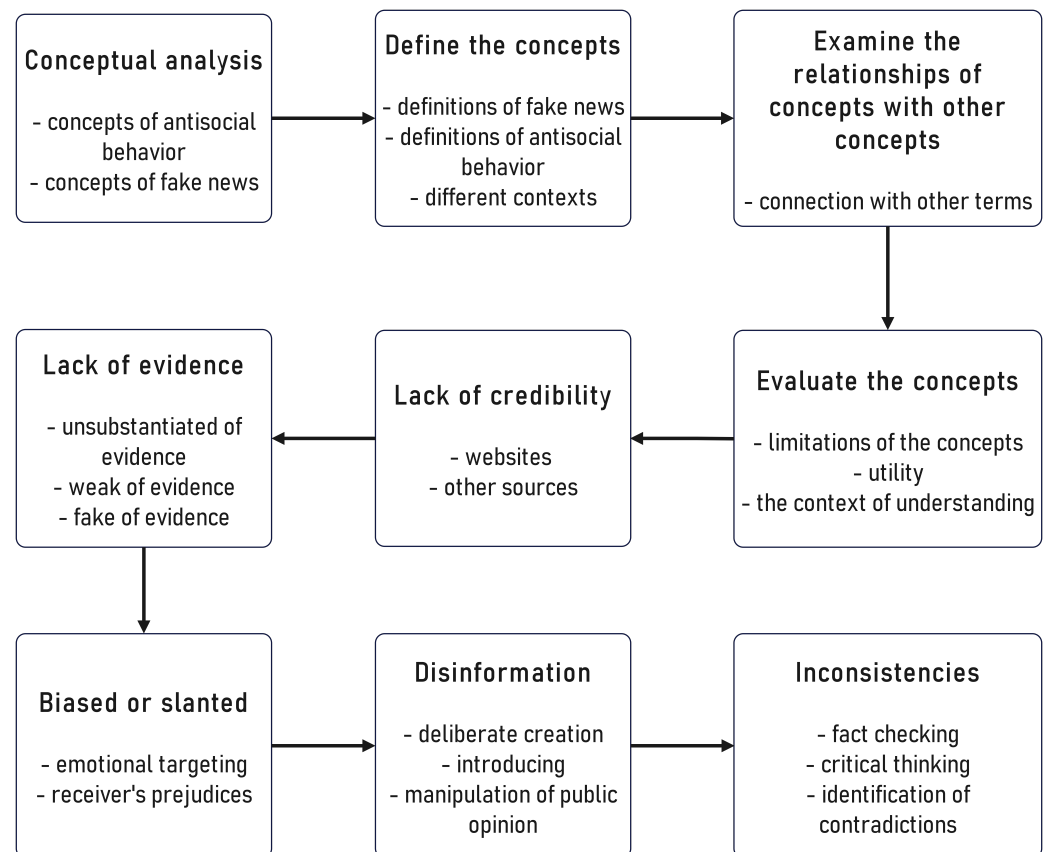 Conceptual analysis
- concepts of antisocial
behavior
- concepts of fake news
Define the concepts
- definitions of fake news
- definitions of antisocial
behavior
- different contexts
Examine the
relationships of
concepts with other
concepts
- connection with other terms
Evaluate the concepts
- limitations of the concepts
- utility
- the context of understanding
Lack of credibility
- websites
- other sources
Lack of evidence
- unsubstantiated of
evidence
- weak of evidence
- fake of evidence
Biased or slanted
- emotional targeting
- receiver's prejudices
Disinformation
- deliberate creation
- introducing
- manipulation of public
opinion
Inconsistencies
- fact checking
- critical thinking
- identification of
contradictions